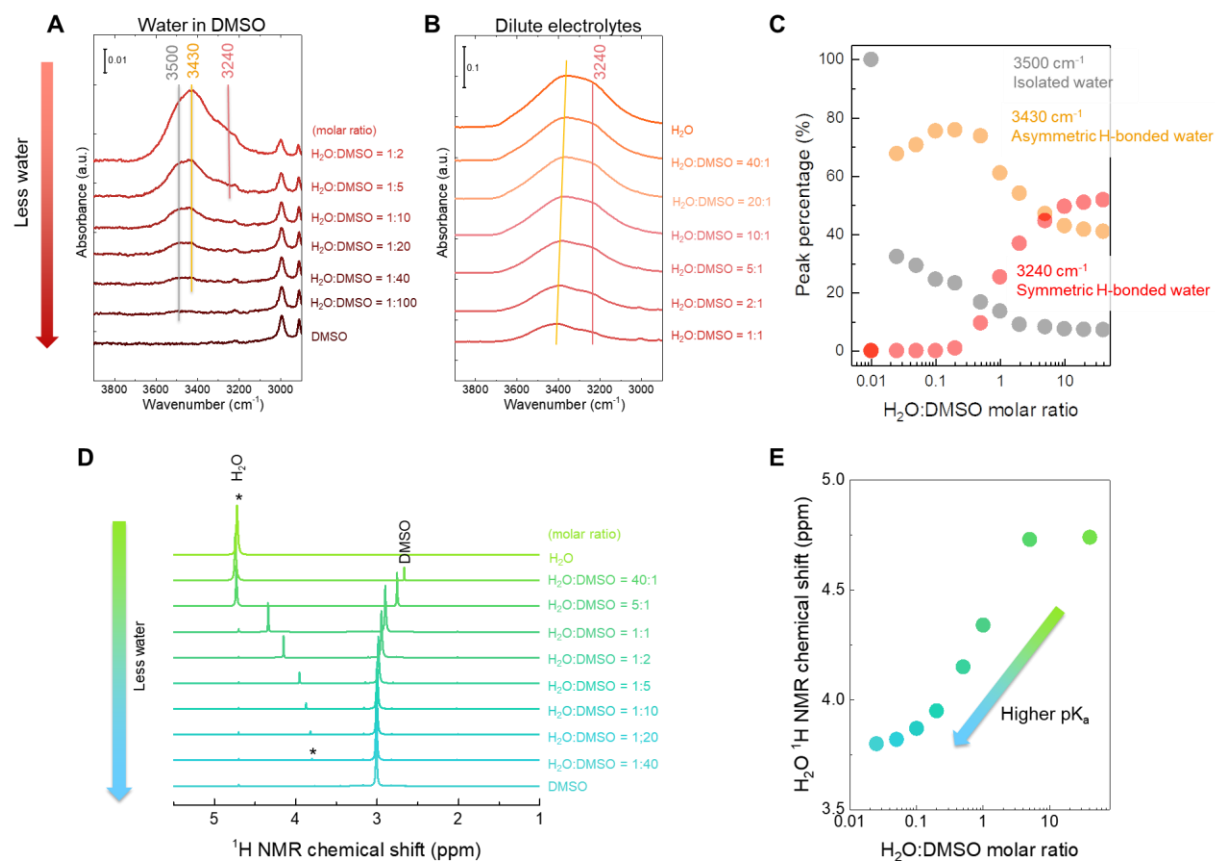 A
Water in DMSO
Less water
0.01
3500
3430
3240
(molar ratio)
H₂O:DMSO = 1:2
H₂O:DMSO = 1:5
H₂O:DMSO = 1:10
H₂O:DMSO = 1:20
H₂O:DMSO = 1:40
H₂O:DMSO = 1:100
DMSO
Absorbance (a.u.)
3800 3600 3400 3200 3000
Wavenumber (cm⁻¹)
B
Dilute electrolytes
0.1
3240
H₂O
H₂O:DMSO = 40:1
H₂O:DMSO = 20:1
H₂O:DMSO = 10:1
H₂O:DMSO = 5:1
H₂O:DMSO = 2:1
H₂O:DMSO = 1:1
Absorbance (a.u.)
3800 3600 3400 3200 3000
Wavenumber (cm⁻¹)
C
100
80
60
40
20
0
Peak percentage (%)
3500 cm⁻¹
Isolated water
3430 cm⁻¹
Asymmetric H-bonded water
3240 cm⁻¹
Symmetric H-bonded water
0.01 0.1 1 10
H₂O:DMSO molar ratio
D
Less water
H₂O
*
DMSO
(molar ratio)
H₂O
H₂O:DMSO = 40:1
H₂O:DMSO = 5:1
H₂O:DMSO = 1:1
H₂O:DMSO = 1:2
H₂O:DMSO = 1:5
H₂O:DMSO = 1:10
H₂O:DMSO = 1;20
*
H₂O:DMSO = 1:40
DMSO
5 4 3 2 1
¹H NMR chemical shift (ppm)
E
5.0
4.5
4.0
3.5
H₂O ¹H NMR chemical shift (ppm)
Higher pKₐ
0.01 0.1 1 10 100
H₂O:DMSO molar ratio